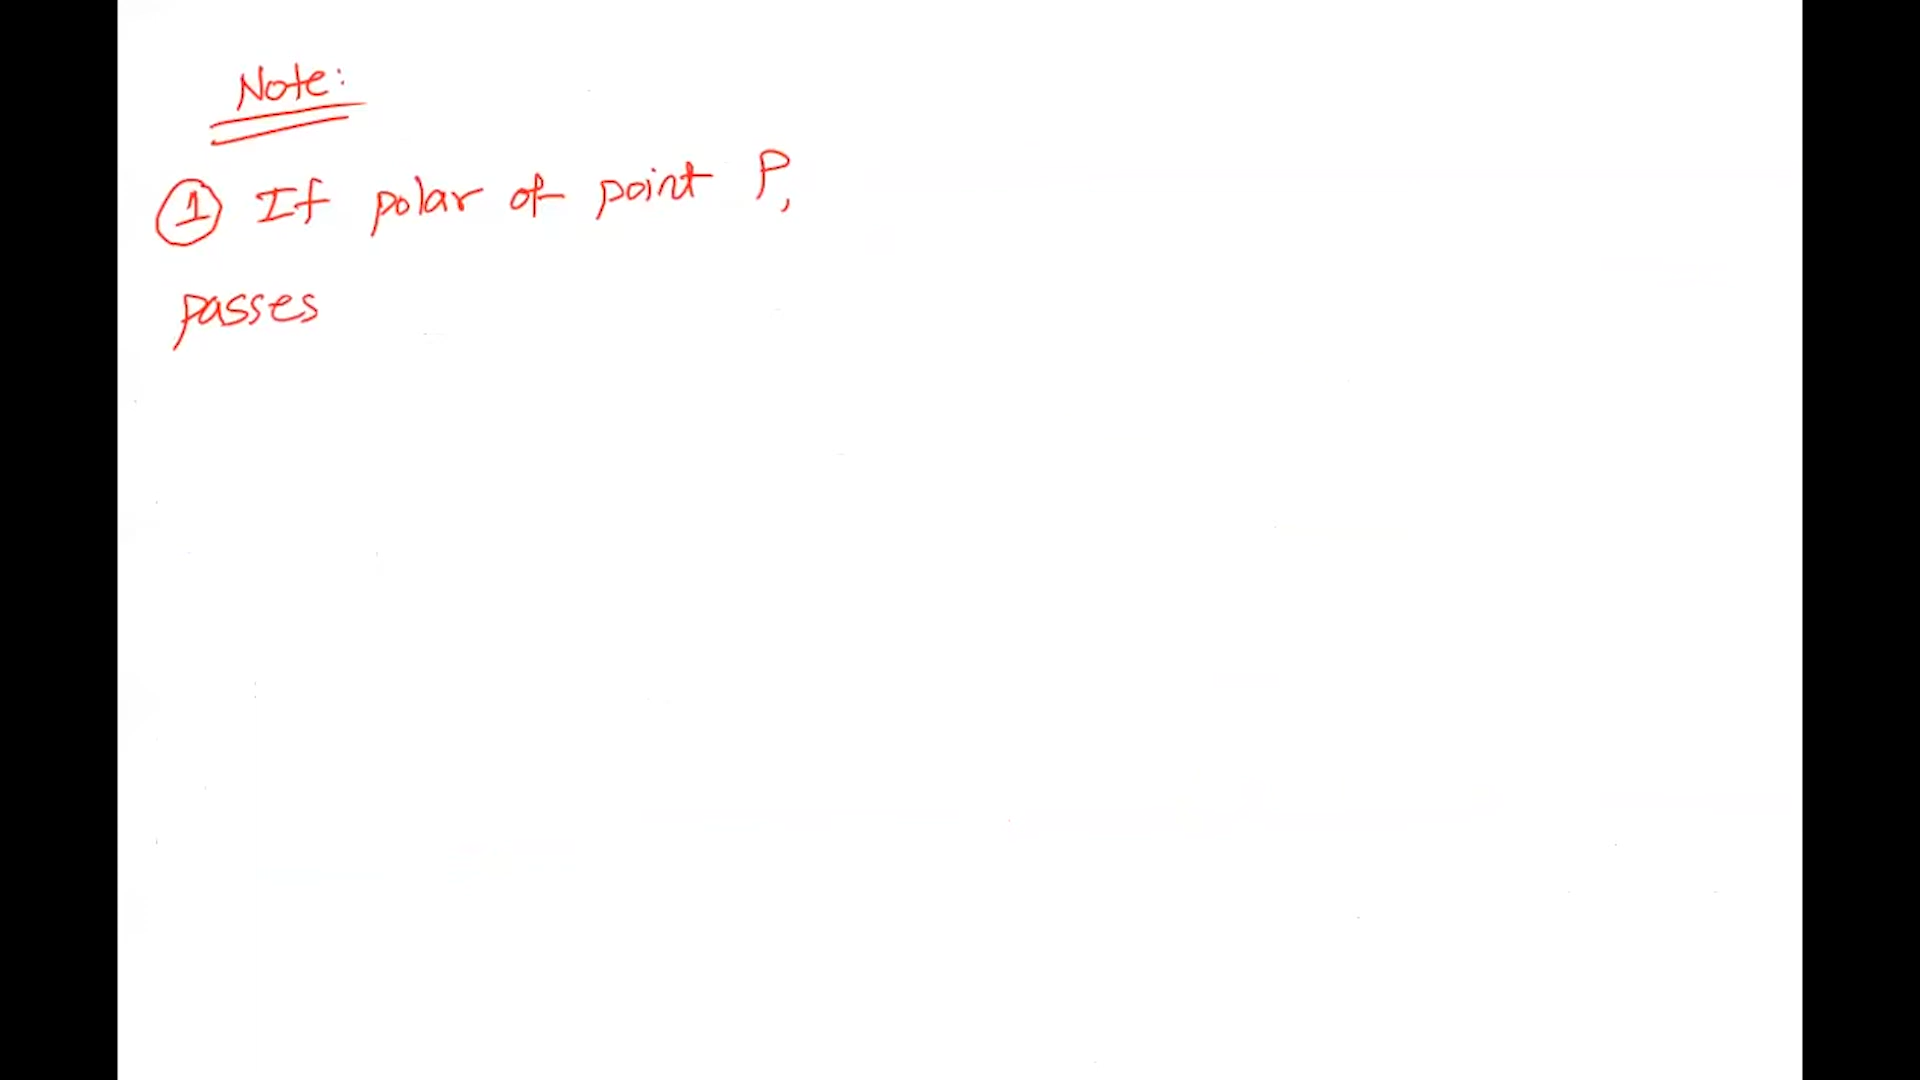 Note:
① If polar of point P,
passes